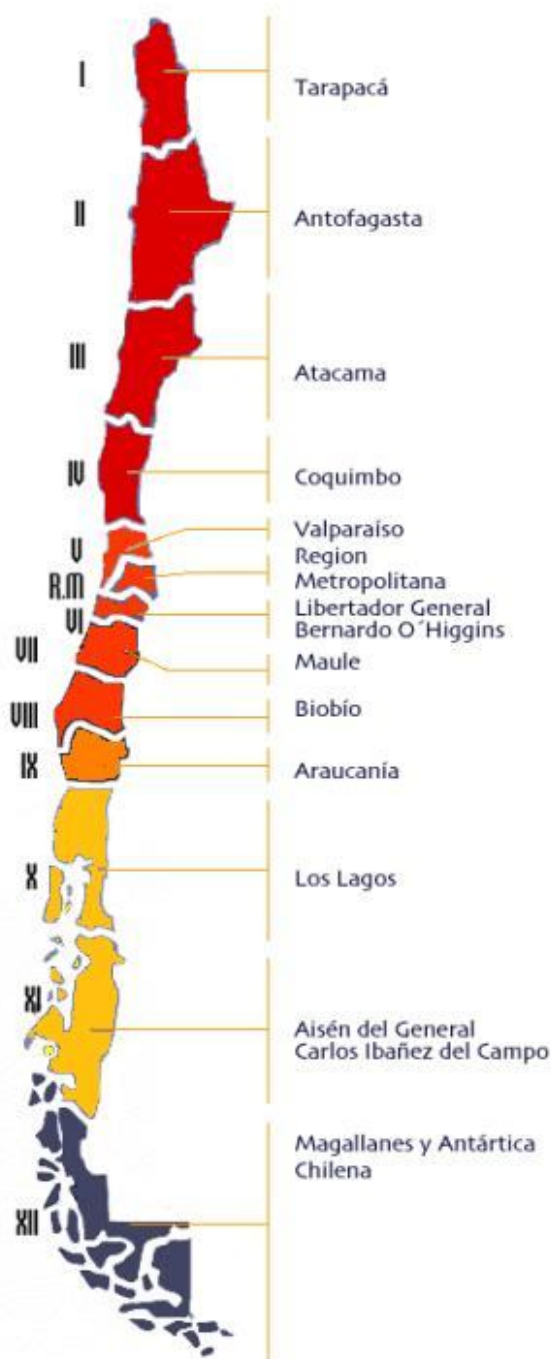 I
Tarapacá
II
Antofagasta
III
Atacama
IV
Coquimbo
V
Valparaíso
R.M
Region
Metropolitana
VI
Libertador General
Bernardo O´Higgins
VII
Maule
VIII
Biobío
IX
Araucanía
X
Los Lagos
XI
Aisén del General
Carlos Ibañez del Campo
XII
Magallanes y Antártica
Chilena